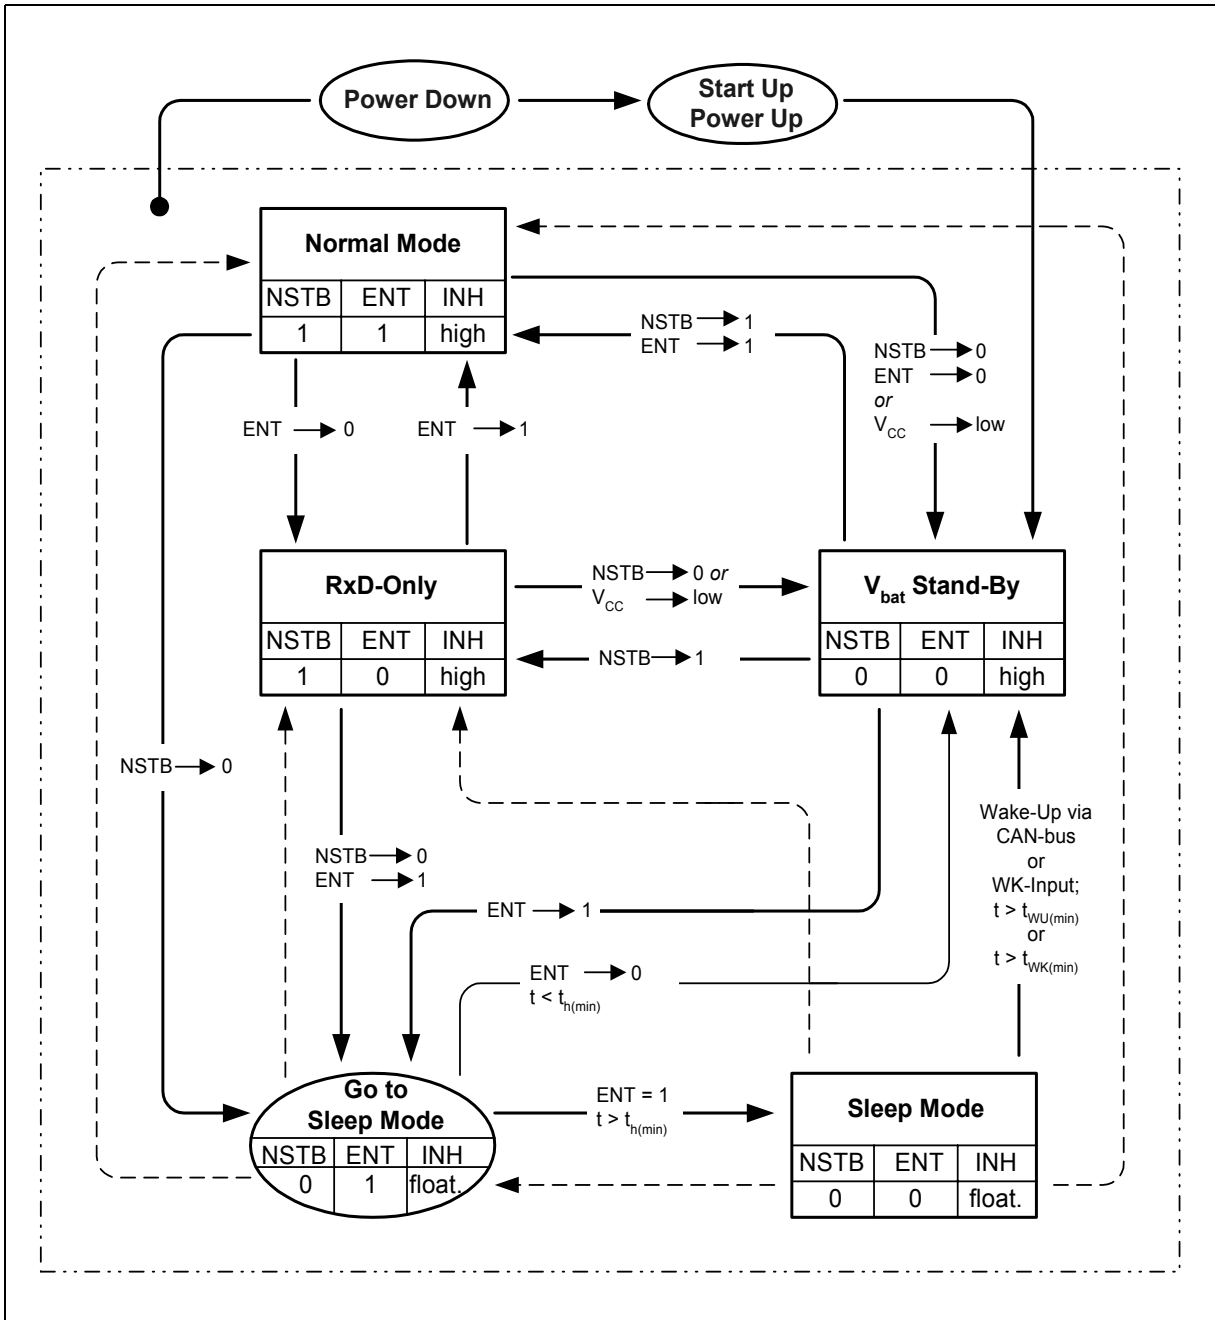 Power Down
Start Up
Power Up
Normal Mode
NSTB ENT INH
1 1 high
NSTB → 1
ENT → 1
NSTB → 0
ENT → 0
or
VCC → low
ENT → 0
ENT → 1
RxD-Only
NSTB ENT INH
1 0 high
NSTB → 0 or
VCC → low
NSTB → 1
Vbat Stand-By
NSTB ENT INH
0 0 high
NSTB → 0
NSTB → 0
ENT → 1
ENT → 1
ENT → 0
t < th(min)
Wake-Up via
CAN-bus
or
WK-Input;
t > tWU(min)
or
t > tWK(min)
Go to
Sleep Mode
NSTB ENT INH
0 1 float.
ENT = 1
t > th(min)
Sleep Mode
NSTB ENT INH
0 0 float.